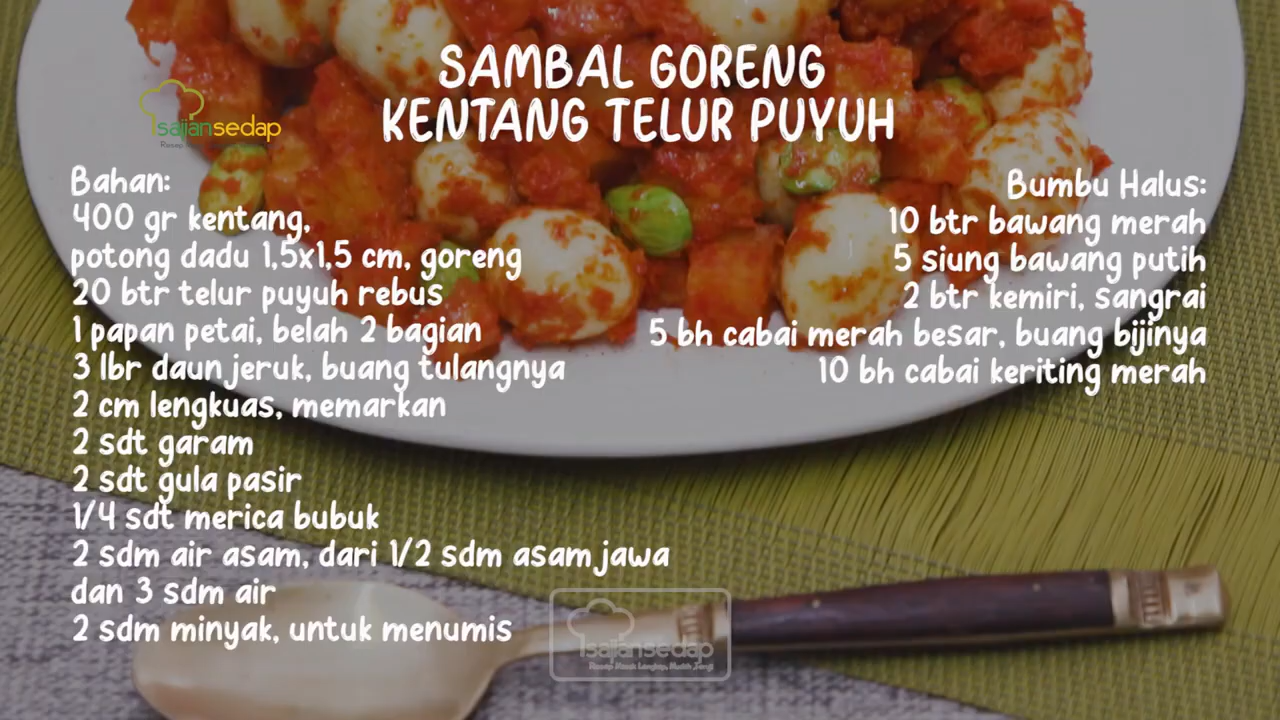 SAMBAL GORENG
KENTANG TELUR PUYUH
sajiansedap
Bahan:
400 gr kentang,
potong dadu 1,5x1,5 cm, goreng
20 btr telur puyuh rebus
1 papan petai, belah 2 bagian
3 lbr daun jeruk, buang tulangnya
2 cm lengkuas, memarkan
2 sdt garam
2 sdt gula pasir
1/4 sdt merica bubuk
2 sdm air asam, dari 1/2 sdm asam jawa
dan 3 sdm air
2 sdm minyak, untuk menumis
Bumbu Halus:
10 btr bawang merah
5 siung bawang putih
2 btr kemiri, sangrai
5 bh cabai merah besar, buang bijinya
10 bh cabai keriting merah
sajiansedap
Resep Masak Lengkap, Mudah Teruji